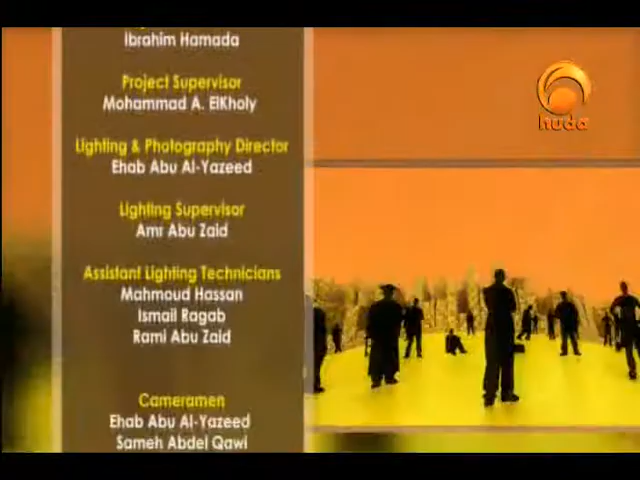 Ibrahim Hamada
Project Supervisor
Mohammad A. ElKholy
Lighting & Photography Director
Ehab Abu Al-Yazeed
Lighting Supervisor
Amr Abu Zaid
Assistant Lighting Technicians
Mahmoud Hassan
Ismail Ragab
Rami Abu Zaid
Cameramen
Ehab Abu Al-Yazeed
Sameh Abdel Qawi
huda